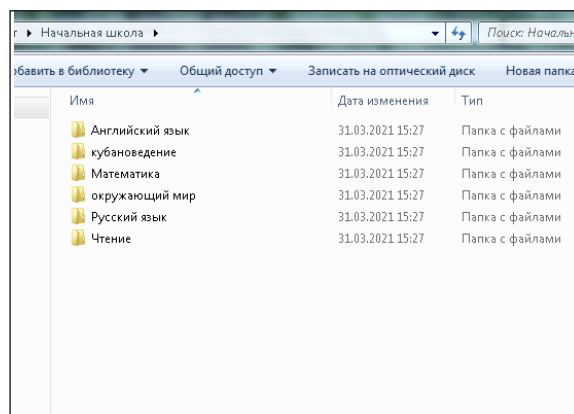 г ▸ Начальная школа ▸ Поиск: Начальн
обавить в библиотеку Общий доступ Записать на оптический диск Новая папка
Имя Дата изменения Тип
Английский язык 31.03.2021 15:27 Папка с файлами
кубановедение 31.03.2021 15:27 Папка с файлами
Математика 31.03.2021 15:27 Папка с файлами
окружающий мир 31.03.2021 15:27 Папка с файлами
Русский язык 31.03.2021 15:27 Папка с файлами
Чтение 31.03.2021 15:27 Папка с файлами